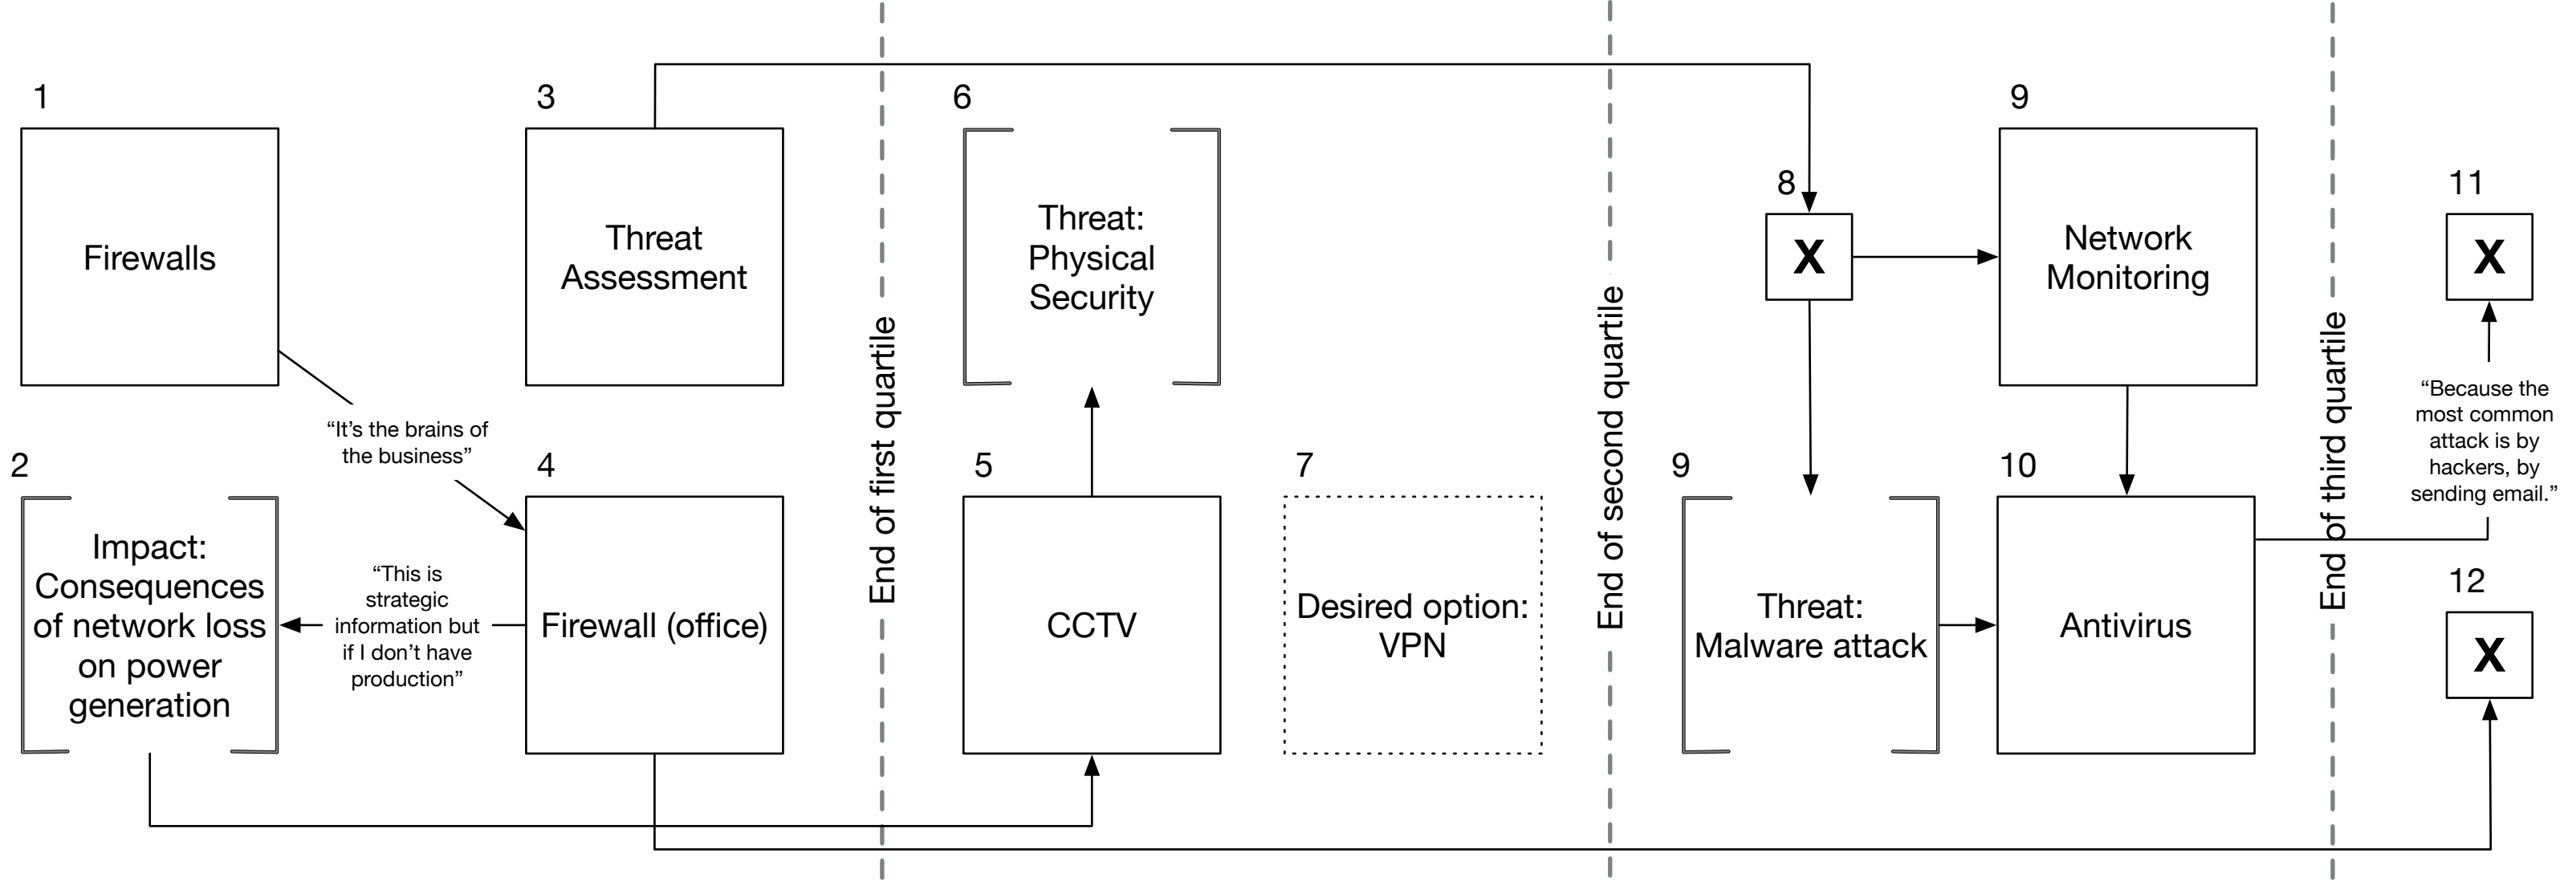 1
Firewalls
2
Impact:
Consequences
of network loss
on power
generation
“It’s the brains of
the business”
“This is
strategic
information but
if I don’t have
production”
3
Threat
Assessment
4
Firewall (office)
End of first quartile
6
Threat:
Physical
Security
5
CCTV
7
Desired option:
VPN
End of second quartile
8
X
9
Network
Monitoring
9
Threat:
Malware attack
10
Antivirus
End of third quartile
11
X
“Because the
most common
attack is by
hackers, by
sending email.”
12
X